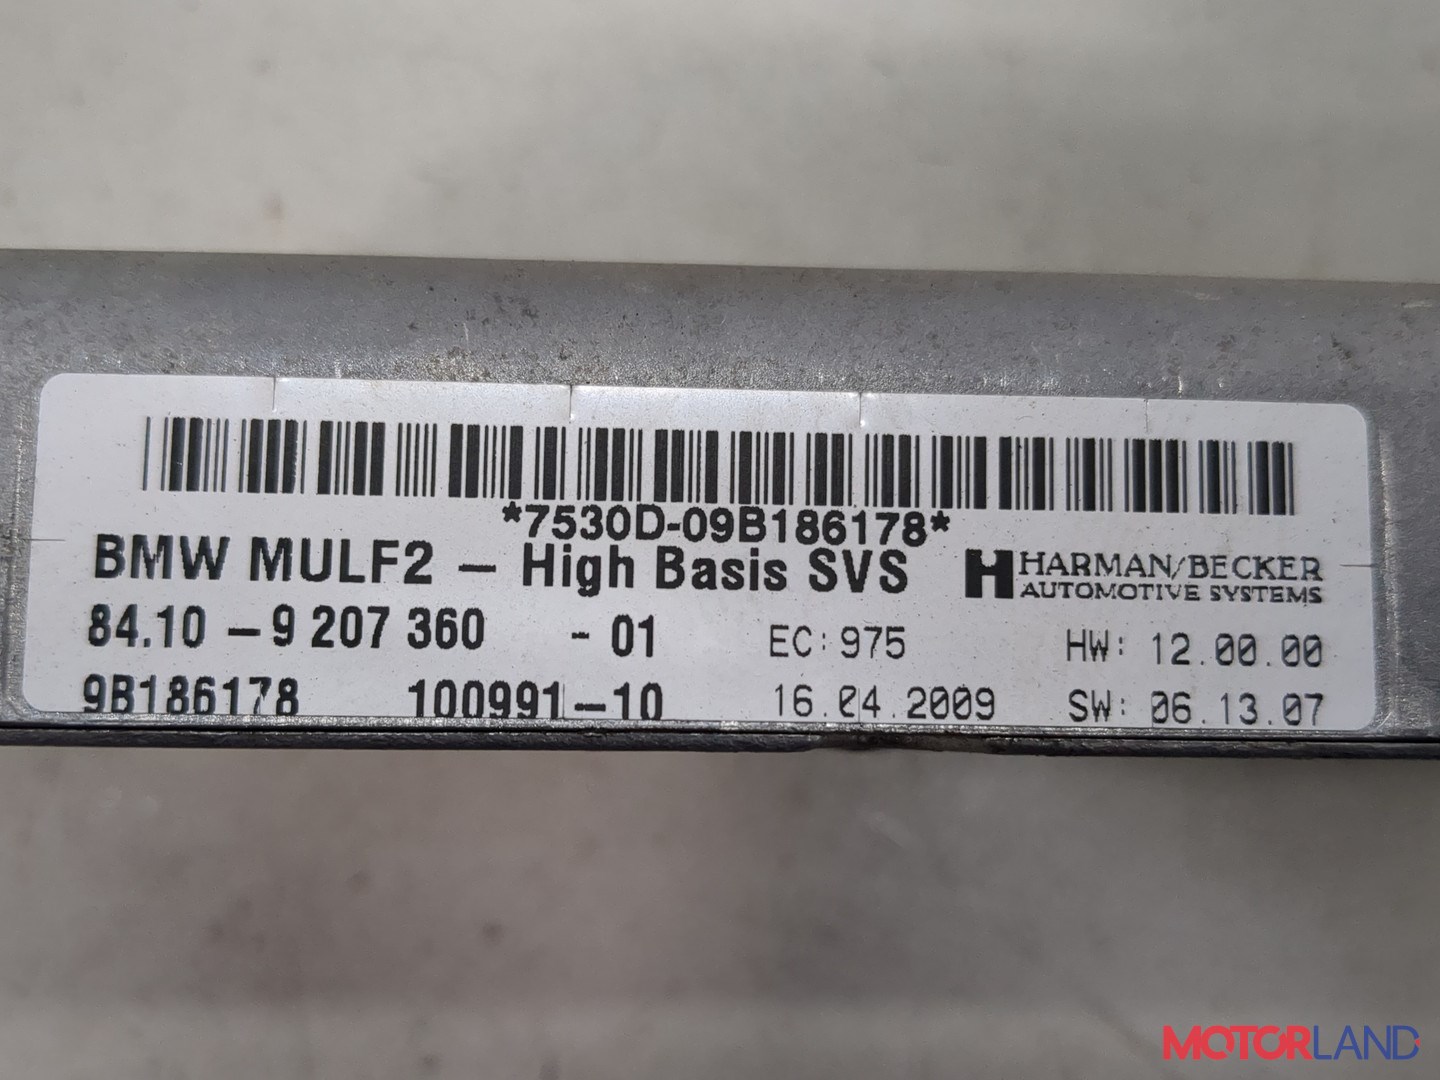 *7530D-09B186178*
BMW MULF2 – High Basis SVS
HARMAN/BECKER
AUTOMOTIVE SYSTEMS
84.10 – 9 207 360 - 01 EC: 975 HW: 12.00.00
9B186178 100991–10 16.04.2009 SW: 06.13.07
MOTORLAND